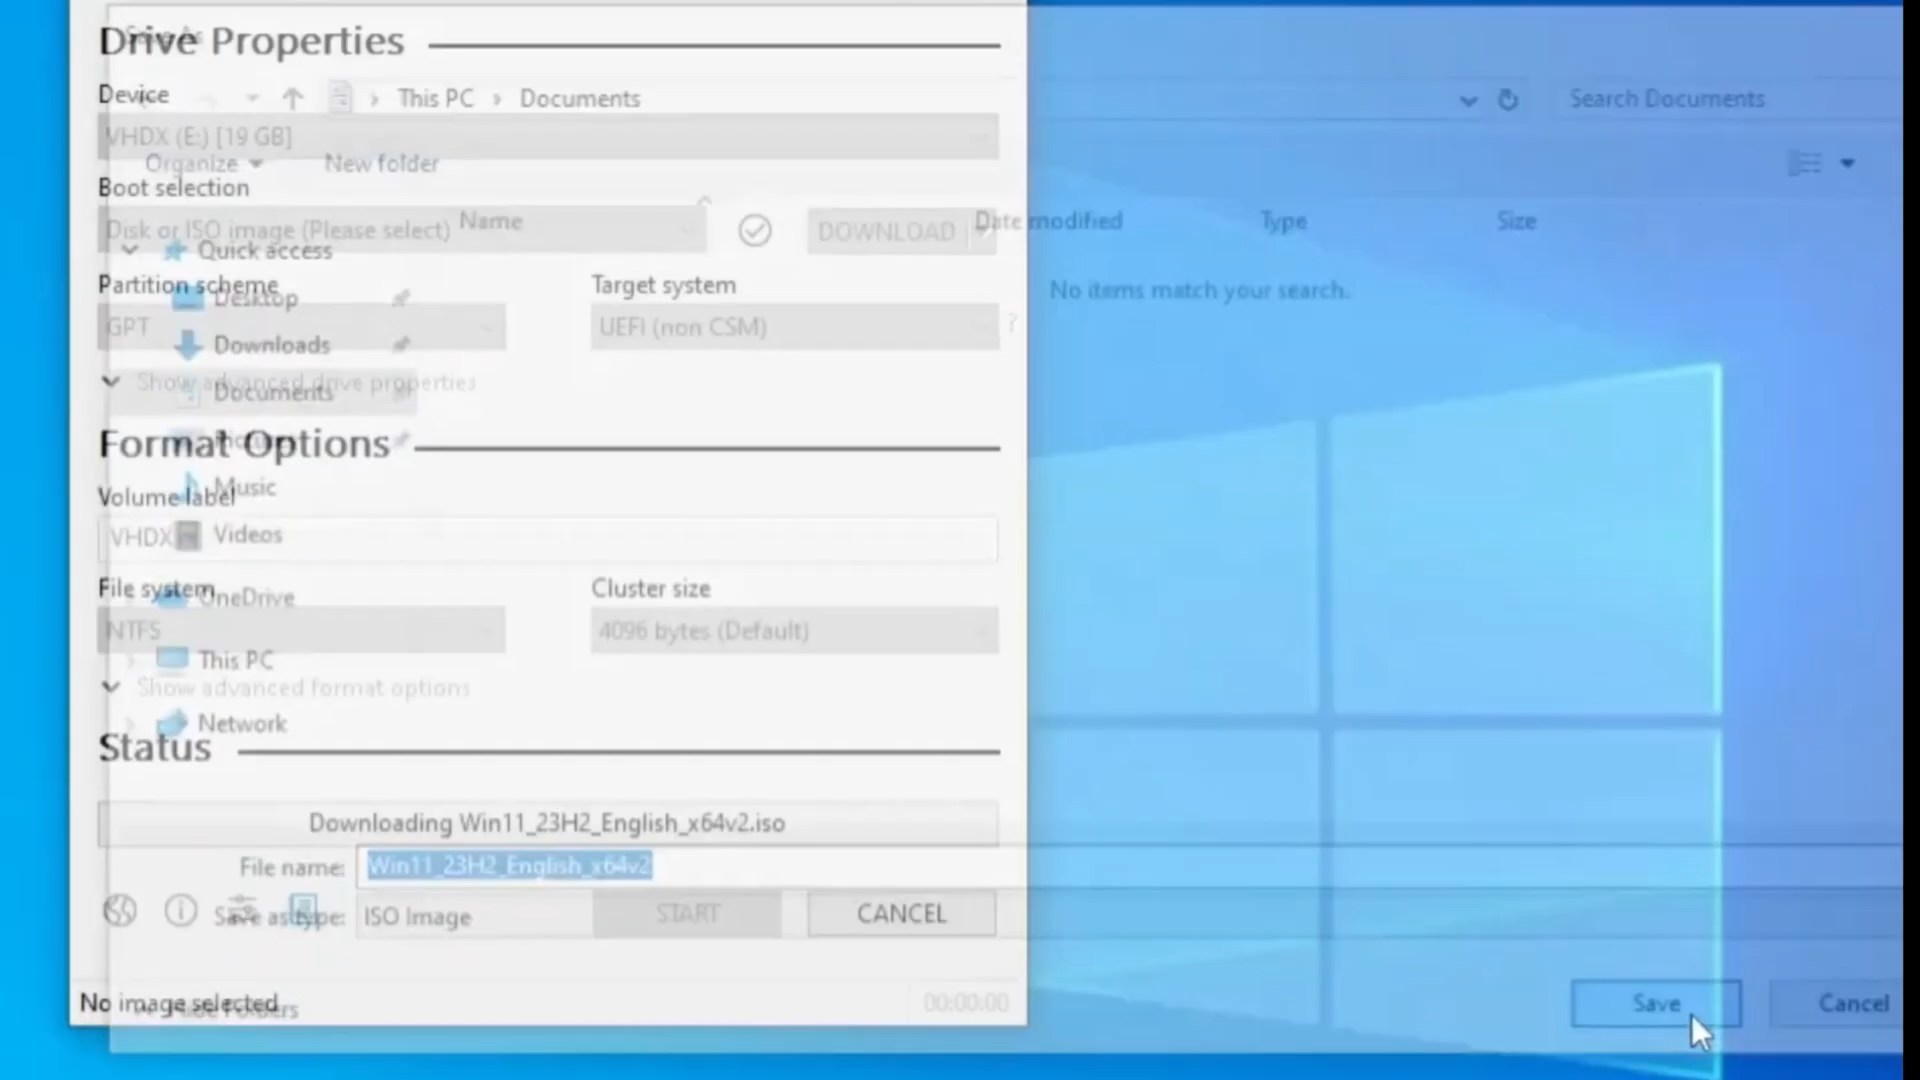 Save As
Drive Properties
Device
This PC > Documents
Search Documents
VHDX (E:) [19 GB]
Organize
New folder
Boot selection
Disk or ISO image (Please select)
DOWNLOAD
Name
Date modified
Type
Size
Quick access
Partition scheme
Target system
No items match your search.
Desktop
GPT
UEFI (non CSM)
?
Downloads
Show advanced drive properties
Documents
Format Options
Pictures
Music
Volume label
VHDX
Videos
File system
Cluster size
OneDrive
NTFS
4096 bytes (Default)
This PC
Show advanced format options
Network
Status
Downloading Win11_23H2_English_x64v2.iso
File name:
Win11_23H2_English_x64v2
Save as type:
ISO Image
START
CANCEL
No image selected
Hide Folders
00:00:00
Save
Cancel